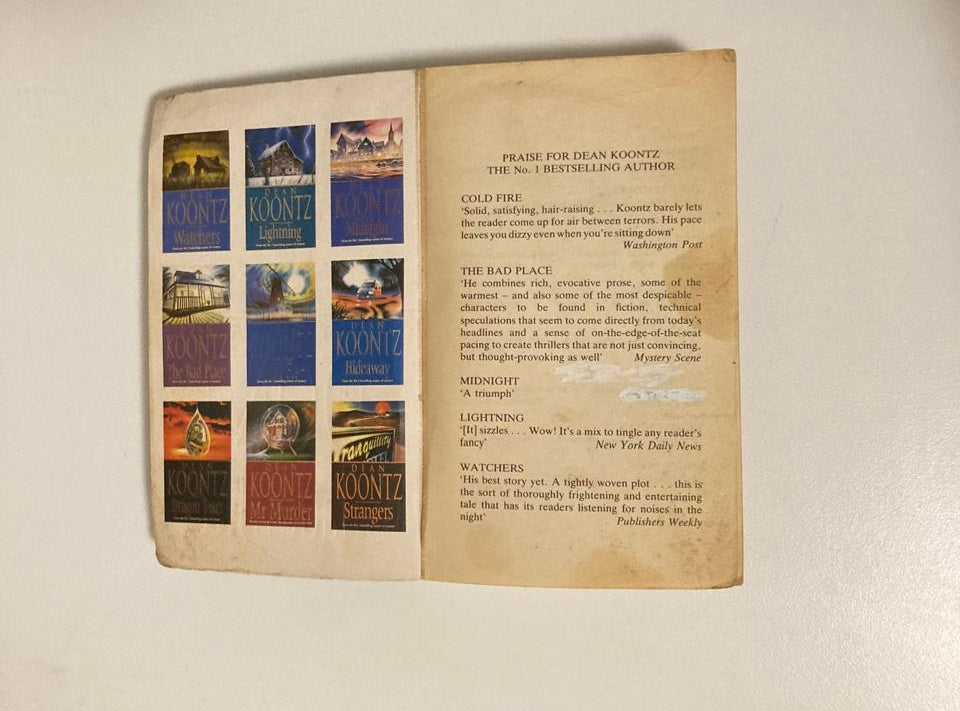 DEAN
KOONTZ
Watchers
DEAN
KOONTZ
Lightning
KOONTZ
Midnight
KOONTZ
The Bad Place
DEAN
KOONTZ
Hideaway
KOONTZ
Dragon Tears
DEAN
KOONTZ
Mr Murder
Tranquility
DEAN
KOONTZ
Strangers
PRAISE FOR DEAN KOONTZ
THE No. 1 BESTSELLING AUTHOR
COLD FIRE
‘Solid, satisfying, hair-raising . . . Koontz barely lets
the reader come up for air between terrors. His pace
leaves you dizzy even when you’re sitting down’
Washington Post
THE BAD PLACE
‘He combines rich, evocative prose, some of the
warmest – and also some of the most despicable –
characters to be found in fiction, technical
speculations that seem to come directly from today’s
headlines and a sense of on-the-edge-of-the-seat
pacing to create thrillers that are not just convincing,
but thought-provoking as well’ Mystery Scene
MIDNIGHT
‘A triumph’
LIGHTNING
‘[It] sizzles . . . Wow! It’s a mix to tingle any reader’s
fancy’ New York Daily News
WATCHERS
‘His best story yet. A tightly woven plot . . . this is
the sort of thoroughly frightening and entertaining
tale that has its readers listening for noises in the
night’ Publishers Weekly